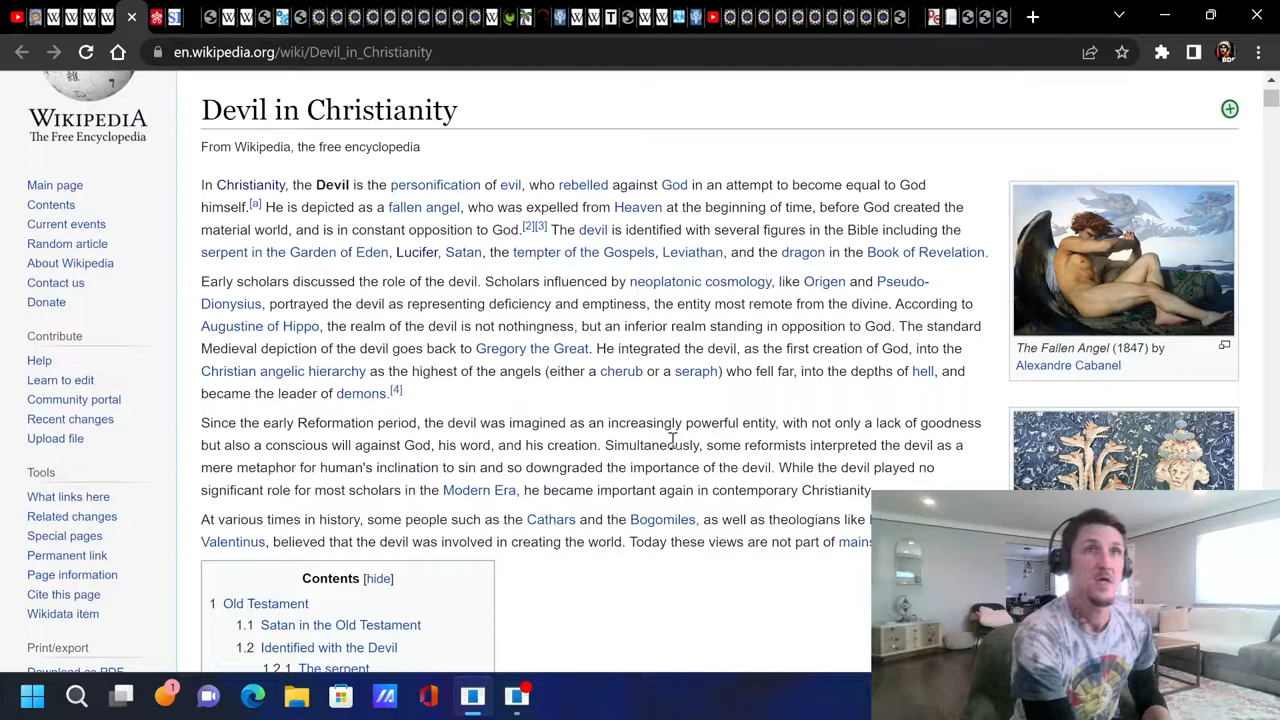 en.wikipedia.org/wiki/Devil_in_Christianity
BDF
WIKIPEDIA
The Free Encyclopedia
Main page
Contents
Current events
Random article
About Wikipedia
Contact us
Donate
Contribute
Help
Learn to edit
Community portal
Recent changes
Upload file
Tools
What links here
Related changes
Special pages
Permanent link
Page information
Cite this page
Wikidata item
Print/export
Download as PDF
Devil in Christianity
From Wikipedia, the free encyclopedia
In Christianity, the Devil is the personification of evil, who rebelled against God in an attempt to become equal to God
himself.[a] He is depicted as a fallen angel, who was expelled from Heaven at the beginning of time, before God created the
material world, and is in constant opposition to God.[2][3] The devil is identified with several figures in the Bible including the
serpent in the Garden of Eden, Lucifer, Satan, the tempter of the Gospels, Leviathan, and the dragon in the Book of Revelation.
Early scholars discussed the role of the devil. Scholars influenced by neoplatonic cosmology, like Origen and Pseudo-
Dionysius, portrayed the devil as representing deficiency and emptiness, the entity most remote from the divine. According to
Augustine of Hippo, the realm of the devil is not nothingness, but an inferior realm standing in opposition to God. The standard
Medieval depiction of the devil goes back to Gregory the Great. He integrated the devil, as the first creation of God, into the
Christian angelic hierarchy as the highest of the angels (either a cherub or a seraph) who fell far, into the depths of hell, and
became the leader of demons.[4]
Since the early Reformation period, the devil was imagined as an increasingly powerful entity, with not only a lack of goodness
but also a conscious will against God, his word, and his creation. Simultaneously, some reformists interpreted the devil as a
mere metaphor for human's inclination to sin and so downgraded the importance of the devil. While the devil played no
significant role for most scholars in the Modern Era, he became important again in contemporary Christianity.
At various times in history, some people such as the Cathars and the Bogomiles, as well as theologians like
Valentinus, believed that the devil was involved in creating the world. Today these views are not part of
The Fallen Angel (1847) by
Alexandre Cabanel
Contents [hide]
1 Old Testament
1.1 Satan in the Old Testament
1.2 Identified with the Devil
1.2.1 The serpent
1